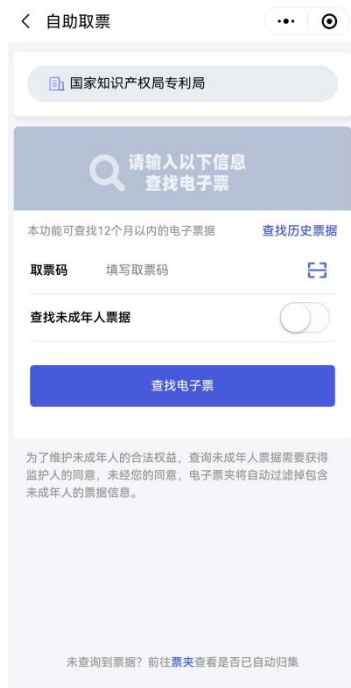 自助取票
国家知识产权局专利局
请输入以下信息
查找电子票
本功能可查找12个月以内的电子票据 查找历史票据
取票码 填写取票码
查找未成年人票据
查找电子票
为了维护未成年人的合法权益，查询未成年人票据需要获得
监护人的同意，未经您的同意，电子票夹将自动过滤掉包含
未成年人的票据信息。
未查询到票据？前往票夹查看是否已自动归集